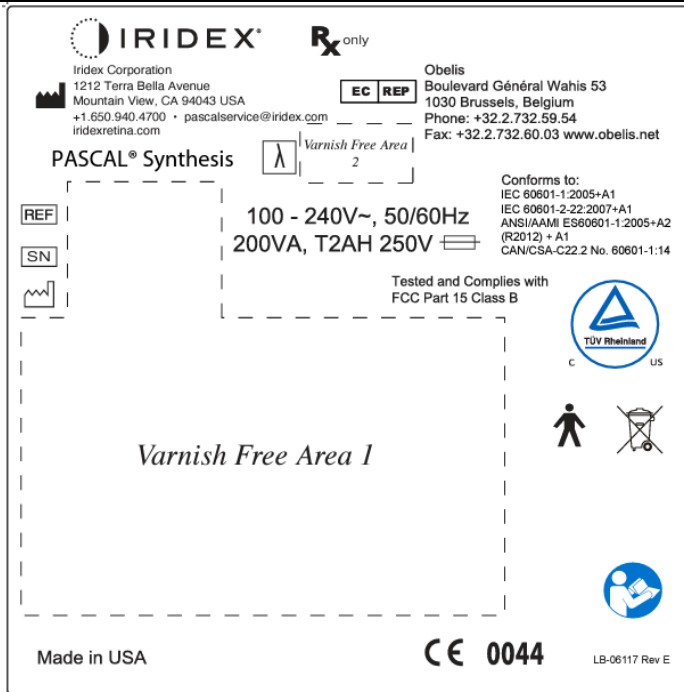 IRIDEX®
Rx only
Iridex Corporation
1212 Terra Bella Avenue
Mountain View, CA 94043 USA
+1.650.940.4700 • pascalservice@iridex.com
iridexretina.com
EC REP
Obelis
Boulevard Général Wahis 53
1030 Brussels, Belgium
Phone: +32.2.732.59.54
Fax: +32.2.732.60.03 www.obelis.net
PASCAL® Synthesis
λ
Varnish Free Area
2
REF
SN
100 - 240V~, 50/60Hz
200VA, T2AH 250V
Conforms to:
IEC 60601-1:2005+A1
IEC 60601-2-22:2007+A1
ANSI/AAMI ES60601-1:2005+A2
(R2012) + A1
CAN/CSA-C22.2 No. 60601-1:14
Tested and Complies with
FCC Part 15 Class B
TÜV Rheinland
C US
Varnish Free Area 1
Made in USA
CE 0044
LB-06117 Rev E